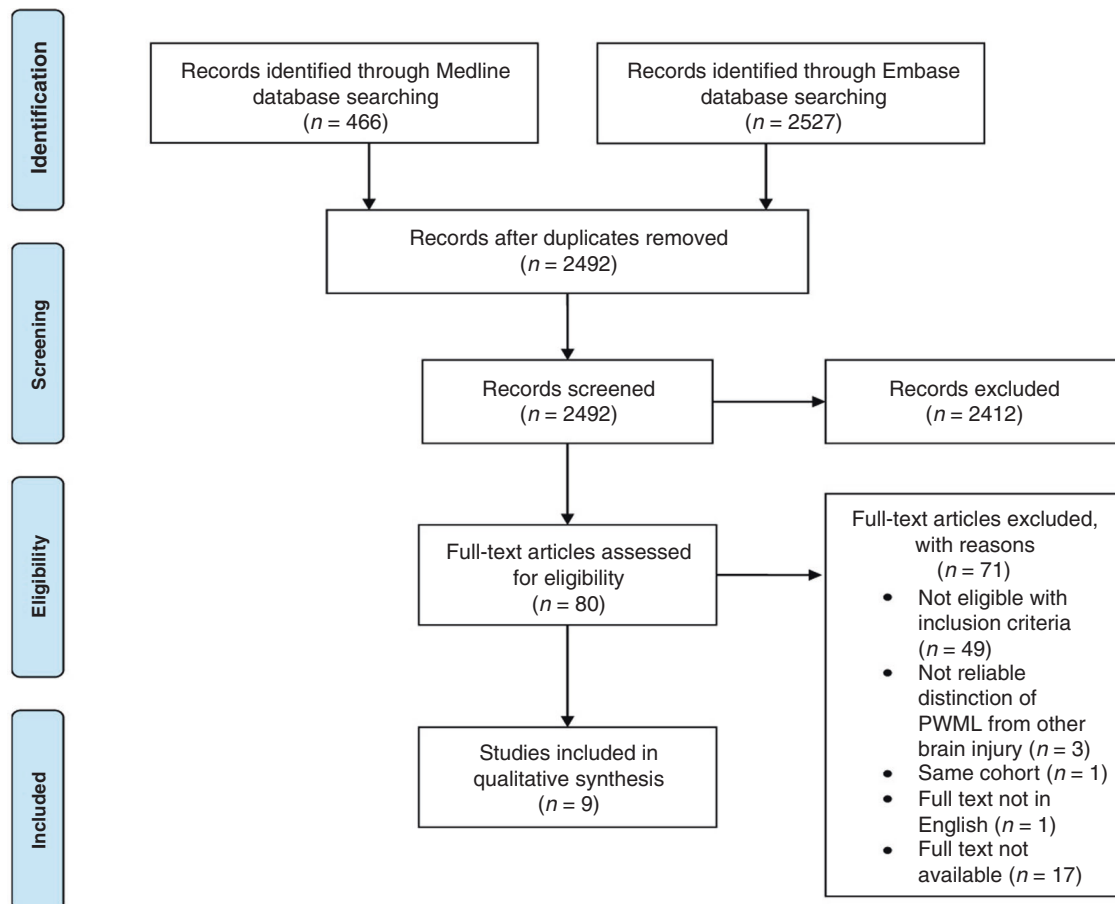 Identification
Records identified through Medline
database searching
(n = 466)
Records identified through Embase
database searching
(n = 2527)
Records after duplicates removed
(n = 2492)
Screening
Records screened
(n = 2492)
Records excluded
(n = 2412)
Eligibility
Full-text articles assessed
for eligibility
(n = 80)
Full-text articles excluded,
with reasons
(n = 71)
• Not eligible with
inclusion criteria
(n = 49)
• Not reliable
distinction of
PWML from other
brain injury (n = 3)
• Same cohort (n = 1)
• Full text not in
English (n = 1)
• Full text not
available (n = 17)
Included
Studies included in
qualitative synthesis
(n = 9)